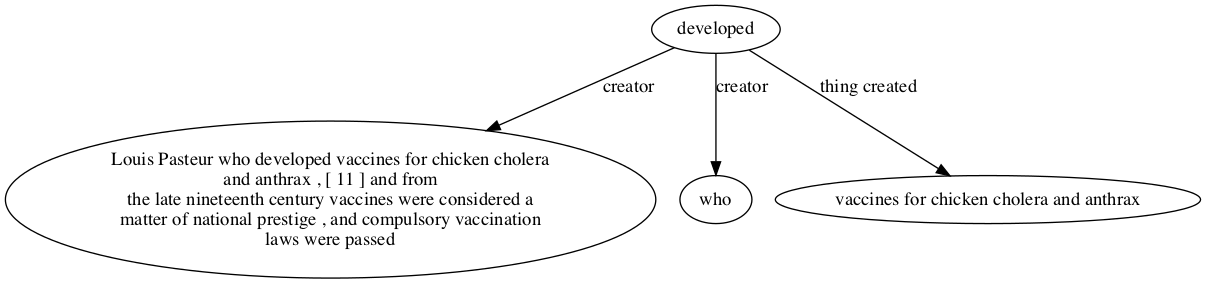 developed
creator
creator
thing created
Louis Pasteur who developed vaccines for chicken cholera
and anthrax , [ 11 ] and from
the late nineteenth century vaccines were considered a
matter of national prestige , and compulsory vaccination
laws were passed
who
vaccines for chicken cholera and anthrax